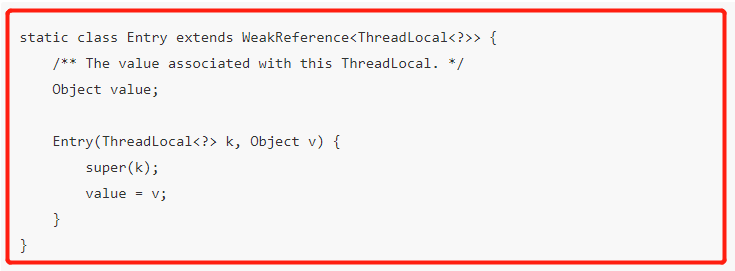 static class Entry extends WeakReference<ThreadLocal<?>> {
    /** The value associated with this ThreadLocal. */
    Object value;

    Entry(ThreadLocal<?> k, Object v) {
        super(k);
        value = v;
    }
}